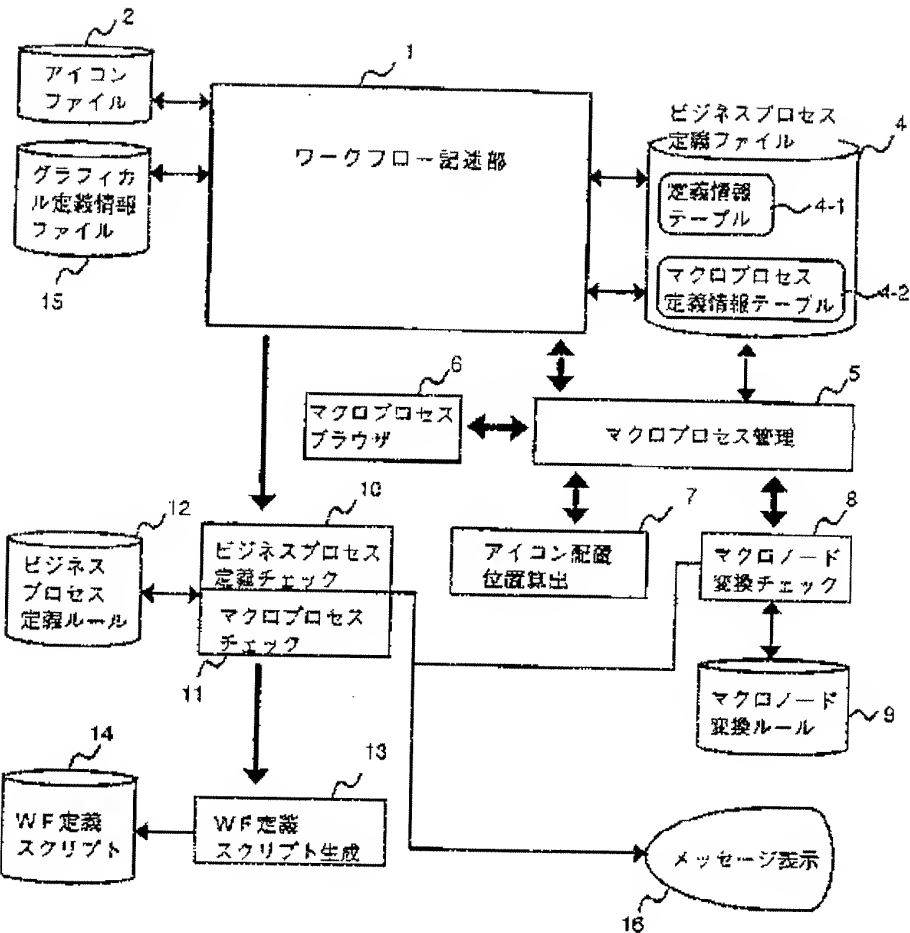 2
アイコン
ファイル
1
ワークフロー記述部
ビジネスプロセス
定義ファイル
4
定義情報
テーブル
4-1
マクロプロセス
定義情報テーブル
4-2
グラフィカ
ル定義情報
ファイル
15
6
マクロプロセス
ブラウザ
5
マクロプロセス管理
7
アイコン配置
位置算出
8
マクロノード
変換チェック
マクロノード
変換ルール
9
12
ビジネス
プロセス
定義ルール
10
ビジネスプロセス
定義チェック
マクロプロセス
チェック
11
14
WF定義
スクリプト
13
WF定義
スクリプト生成
メッセージ表示
16